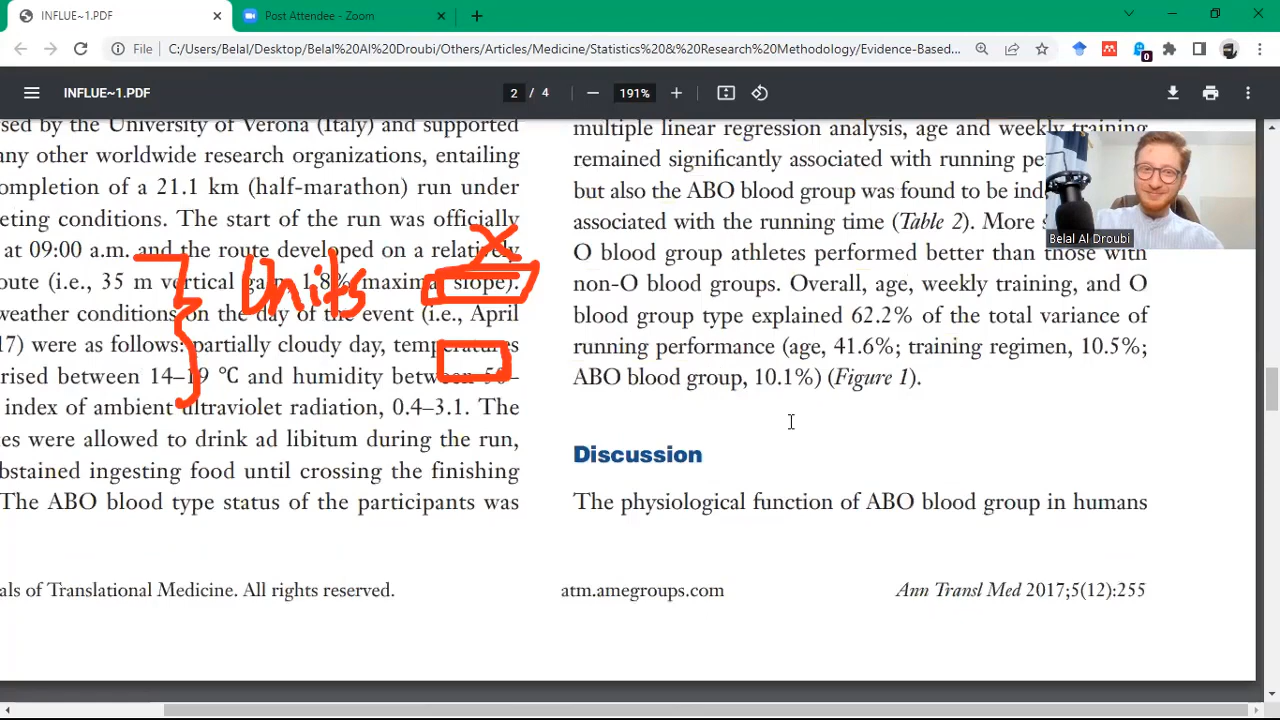 INFLUE~1.PDF
Post Attendee - Zoom
File
C:/Users/Belal/Desktop/Belal%20Al%20Droubi/Others/Articles/Medicine/Statistics%20&%20Research%20Methodology/Evidence-Based...
0
INFLUE~1.PDF
2 / 4
191%
sed by the University of Verona (Italy) and supported
any other worldwide research organizations, entailing
completion of a 21.1 km (half-marathon) run under
eting conditions. The start of the run was officially
at 09:00 a.m. and the route developed on a relatively
oute (i.e., 35 m vertical gain, 1.8% maximal slope).
weather conditions on the day of the event (i.e., April
17) were as follows: partially cloudy day, temperatures
rised between 14–19 ℃ and humidity between 50–
index of ambient ultraviolet radiation, 0.4–3.1. The
es were allowed to drink ad libitum during the run,
bstained ingesting food until crossing the finishing
The ABO blood type status of the participants was
Units
X
multiple linear regression analysis, age and weekly training
remained significantly associated with running
but also the ABO blood group was found to be
associated with the running time (Table 2). More
O blood group athletes performed better than those with
non-O blood groups. Overall, age, weekly training, and O
blood group type explained 62.2% of the total variance of
running performance (age, 41.6%; training regimen, 10.5%;
ABO blood group, 10.1%) (Figure 1).
Discussion
The physiological function of ABO blood group in humans
Belal Al Droubi
als of Translational Medicine. All rights reserved.
atm.amegroups.com
Ann Transl Med 2017;5(12):255